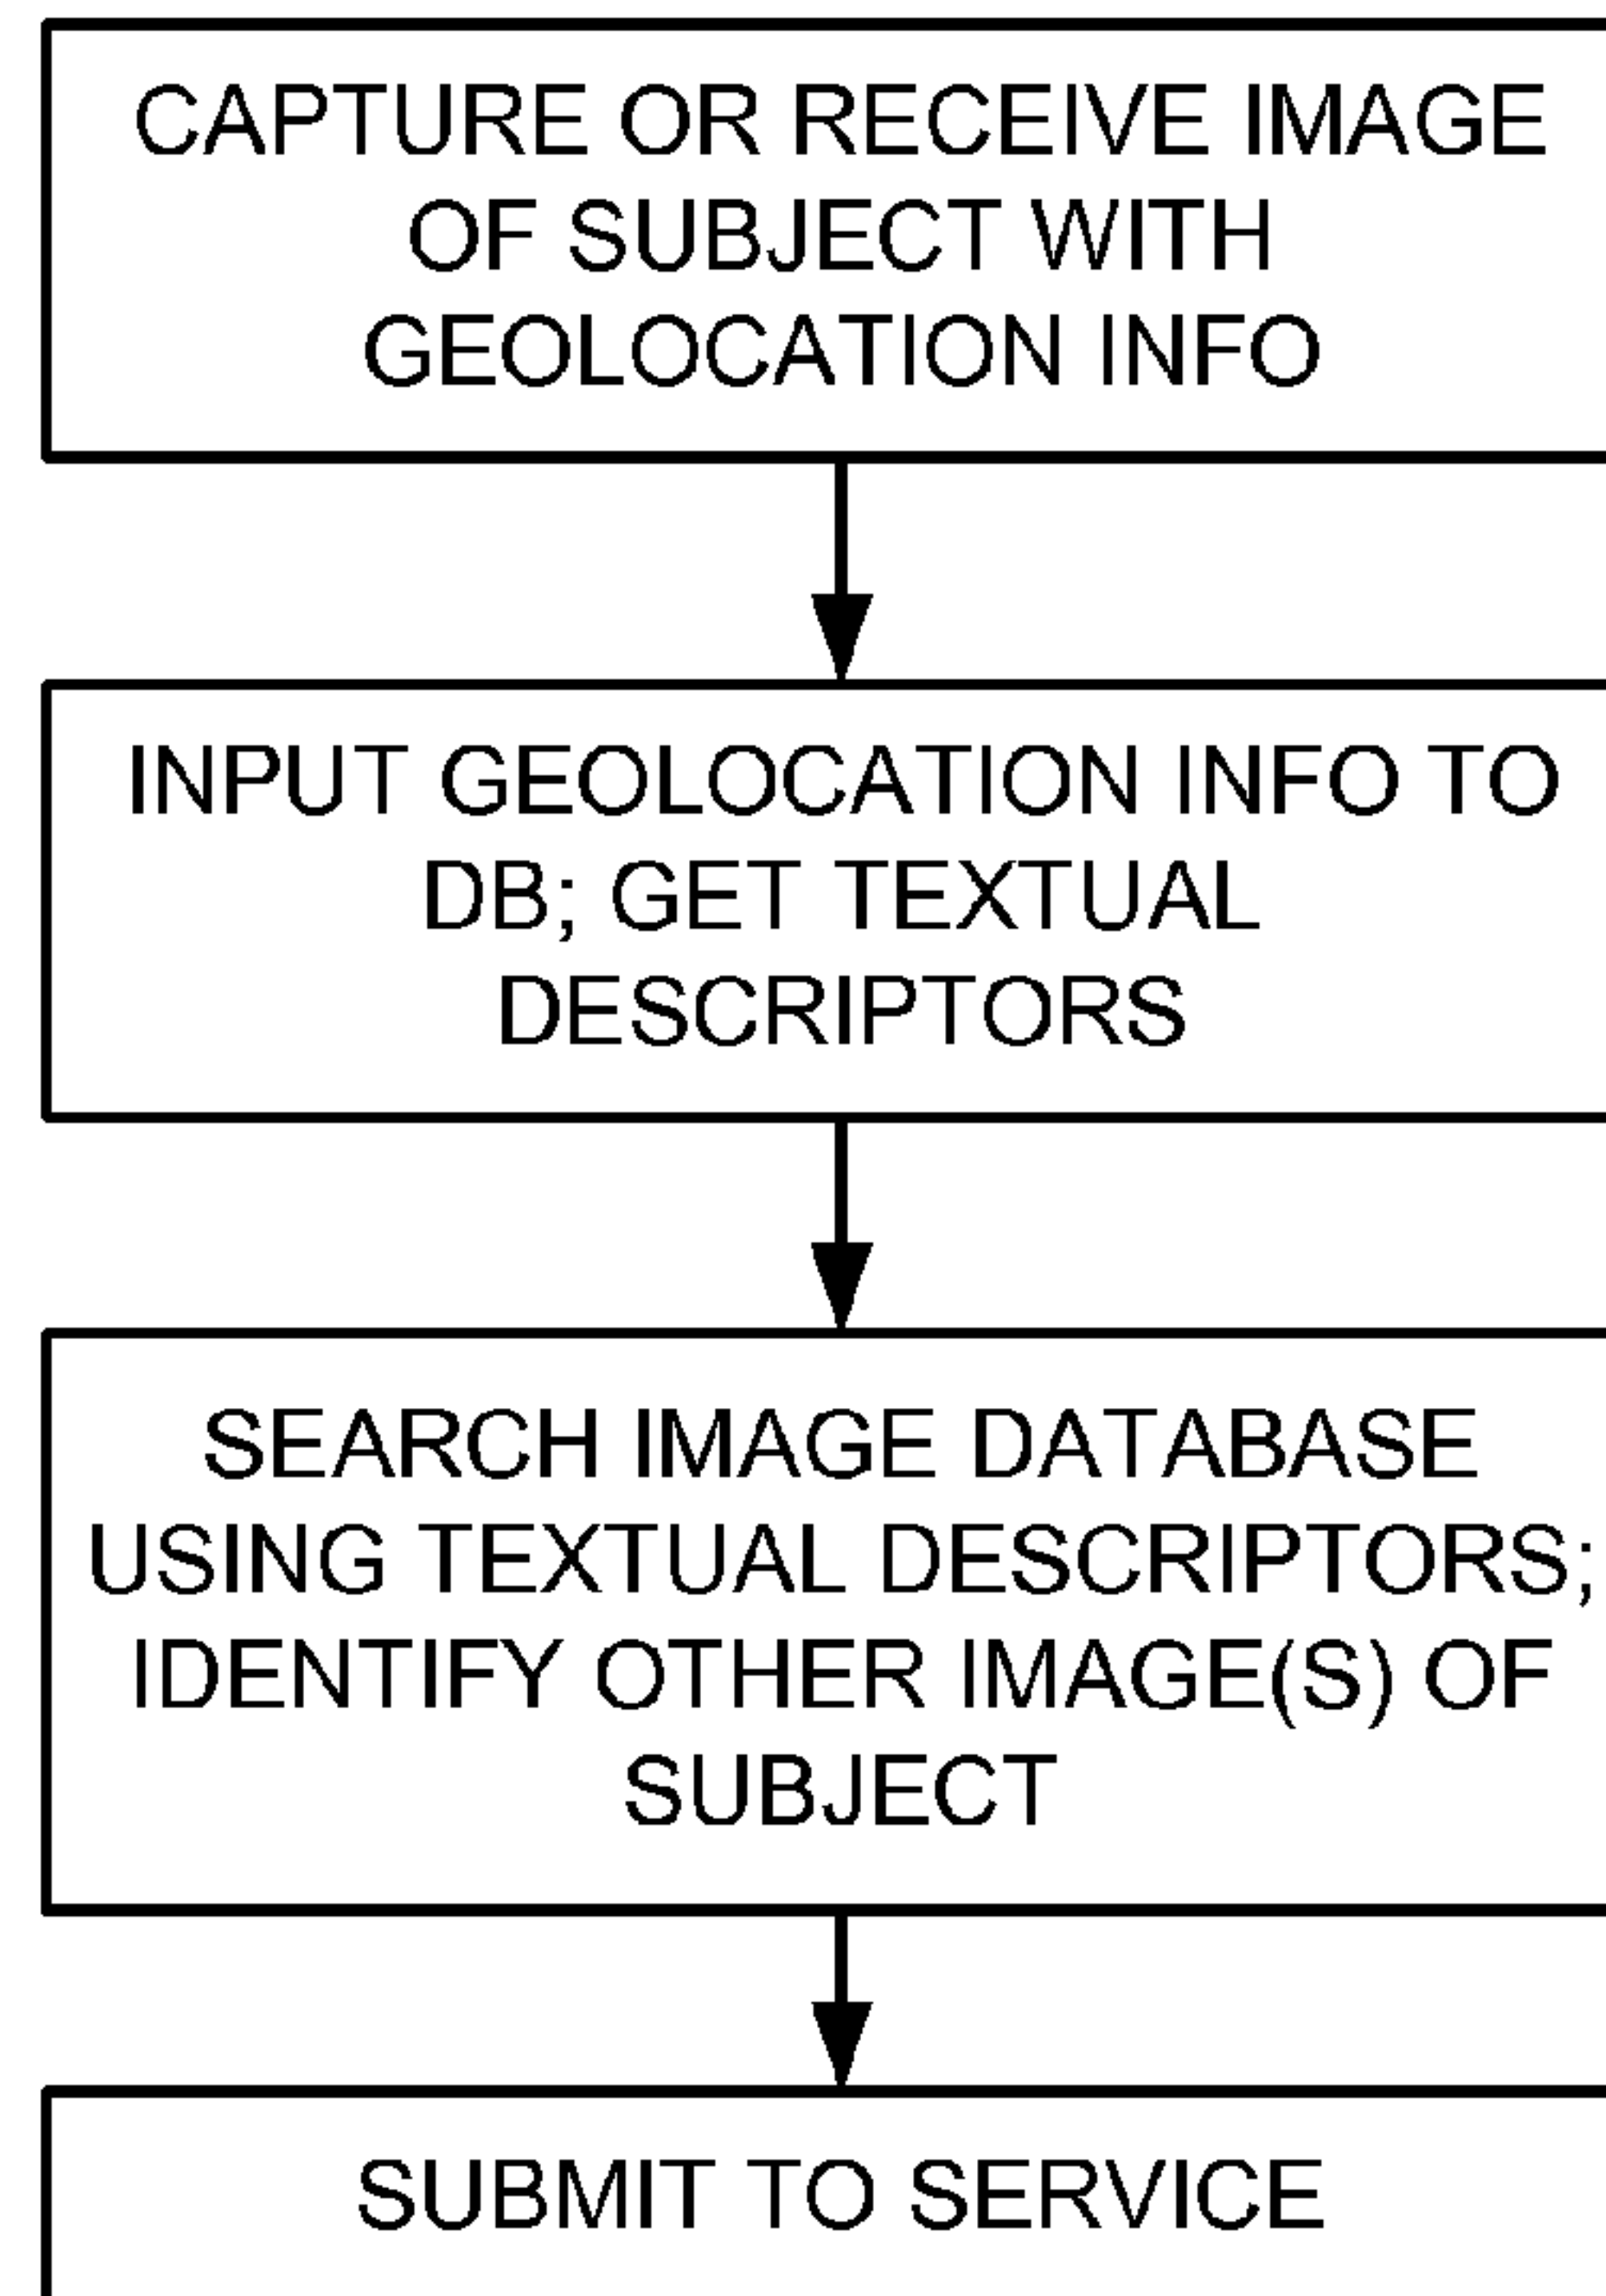 CAPTURE OR RECEIVE IMAGE
OF SUBJECT WITH
GEOLOCATION INFO
INPUT GEOLOCATION INFO TO
DB; GET TEXTUAL
DESCRIPTORS
SEARCH IMAGE DATABASE
USING TEXTUAL DESCRIPTORS;
IDENTIFY OTHER IMAGE(S) OF
SUBJECT
SUBMIT TO SERVICE